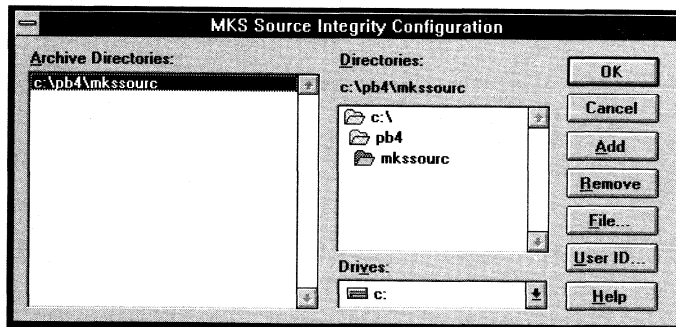 MKS Source Integrity Configuration
Archive Directories:
c:\pb4\mkssourc
Directories:
c:\pb4\mkssourc
c:\
pb4
mkssourc
Drives:
c:
OK
Cancel
Add
Remove
File...
User ID...
Help